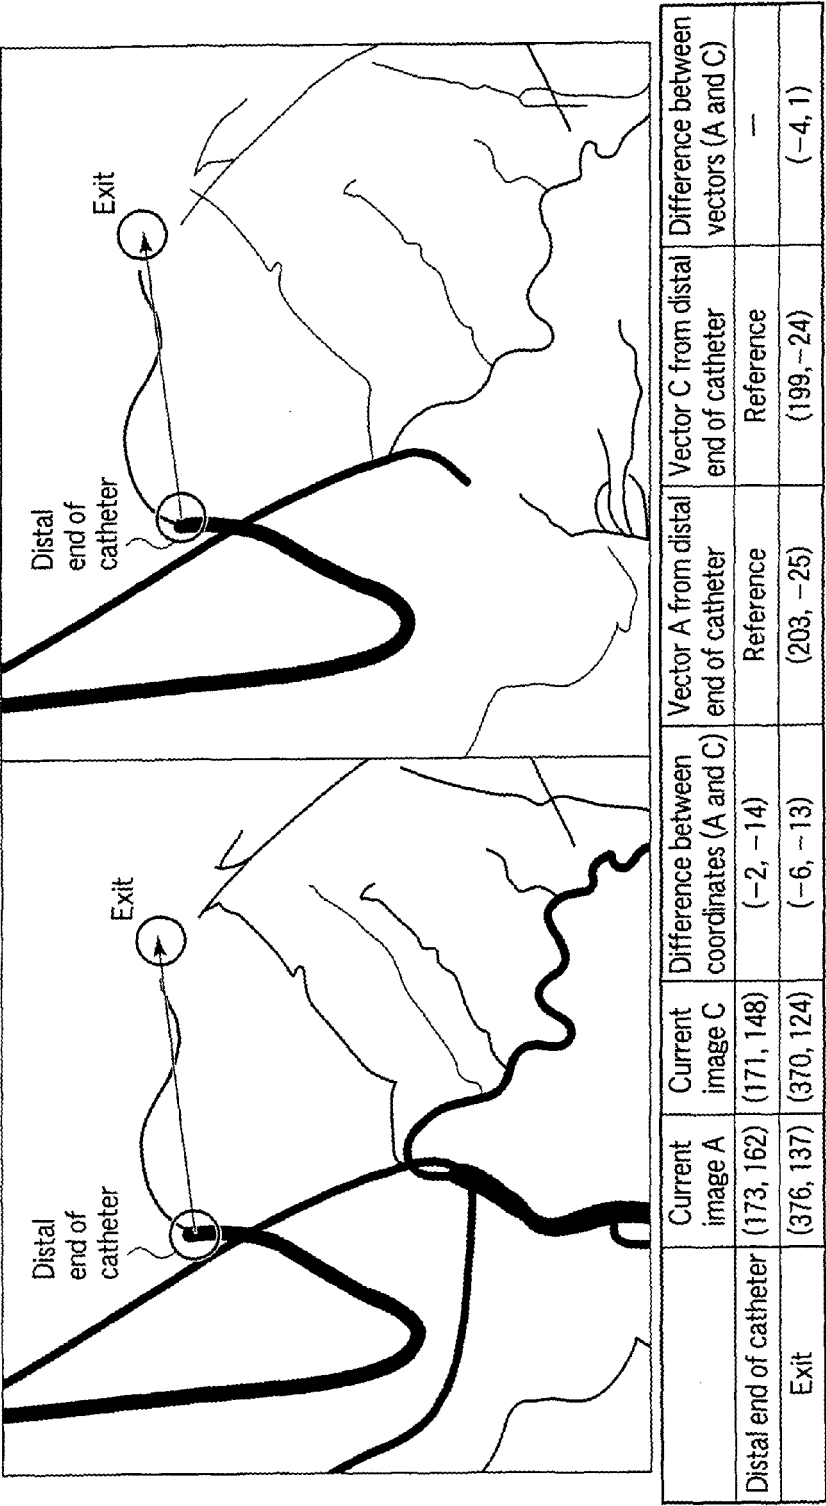 Distal
end of
catheter
Exit
Distal
end of
catheter
Exit
Current
image A
Current
image C
Difference between
coordinates (A and C)
Vector A from distal
end of catheter
Vector C from distal
end of catheter
Difference between
vectors (A and C)
Distal end of catheter
(173, 162)
(171, 148)
(−2, −14)
Reference
Reference
—
Exit
(376, 137)
(370, 124)
(−6, −13)
(203, −25)
(199,−24)
(−4, 1)